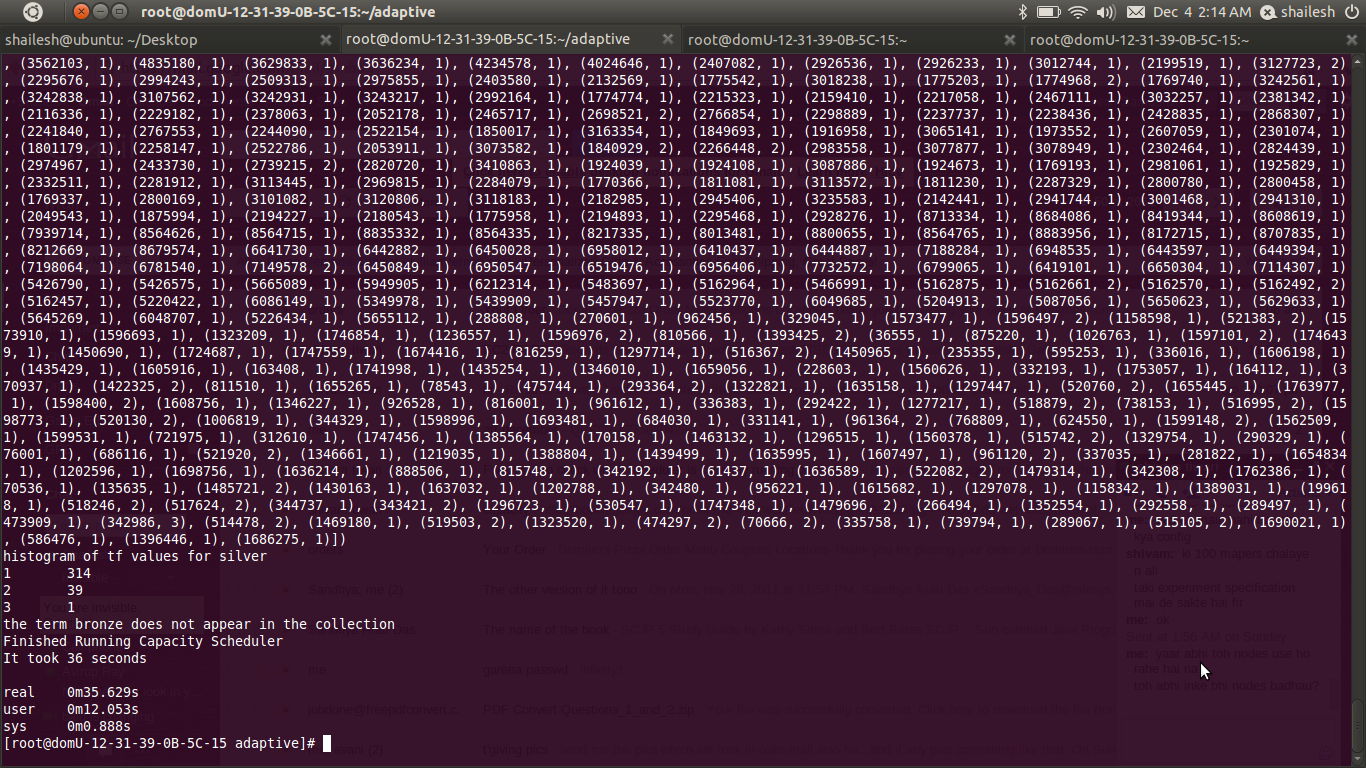 root@domU-12-31-39-0B-5C-15:~/adaptive
Dec 4 2:14 AM shailesh
shailesh@ubuntu: ~/Desktop
root@domU-12-31-39-0B-5C-15:~/adaptive
root@domU-12-31-39-0B-5C-15:~
root@domU-12-31-39-0B-5C-15:~
, (3562103, 1), (4835180, 1), (3629833, 1), (3636234, 1), (4234578, 1), (4024646, 1), (2407082, 1), (2926536, 1), (2926233, 1), (3012744, 1), (2199519, 1), (3127723, 2)
, (2295676, 1), (2994243, 1), (2509313, 1), (2975855, 1), (2403580, 1), (2132569, 1), (1775542, 1), (3018238, 1), (1775203, 1), (1774968, 2), (1769740, 1), (3242561, 1)
, (3242838, 1), (3107562, 1), (3242931, 1), (3243217, 1), (2992164, 1), (1774774, 1), (2215323, 1), (2159410, 1), (2217058, 1), (2467111, 1), (3032257, 1), (2381342, 1)
, (2116336, 1), (2229182, 1), (2378063, 1), (2052178, 1), (2465717, 1), (2698521, 2), (2766854, 1), (2298889, 1), (2237737, 1), (2238436, 1), (2428835, 1), (2868307, 1)
, (2241840, 1), (2767553, 1), (2244090, 1), (2522154, 1), (1850017, 1), (3163354, 1), (1849693, 1), (1916958, 1), (3065141, 1), (1973552, 1), (2607059, 1), (2301074, 1)
, (1801179, 1), (2258147, 1), (2522786, 1), (2053911, 1), (3073582, 1), (1840929, 2), (2266448, 2), (2983558, 1), (3077877, 1), (3078949, 1), (2302464, 1), (2824428, 1)
, (2974967, 1), (2433730, 1), (2739215, 2), (2820720, 1), (3410863, 1), (1924039, 1), (1924108, 1), (3087886, 1), (1924673, 1), (1769193, 1), (2981061, 1), (1925829, 1)
, (2332511, 1), (2281912, 1), (3113445, 1), (2969815, 1), (2284079, 1), (1770366, 1), (1811081, 1), (3113572, 1), (1811230, 1), (2287329, 1), (2800780, 1), (2800458, 1)
, (1769337, 1), (2800169, 1), (3101082, 1), (3120806, 1), (3118183, 1), (2182985, 1), (2945406, 1), (3235583, 1), (2142441, 1), (2941744, 1), (3001468, 1), (2941310, 1)
, (2049543, 1), (1875994, 1), (2194227, 1), (2180543, 1), (1775958, 1), (2194893, 1), (2295468, 1), (2928276, 1), (8713334, 1), (8684086, 1), (8419344, 1), (8608619, 1)
, (7939714, 1), (8564626, 1), (8564715, 1), (8835332, 1), (8564335, 1), (8217335, 1), (8013481, 1), (8800655, 1), (8564765, 1), (8883956, 1), (8172715, 1), (8707835, 1)
, (8212669, 1), (8679574, 1), (6641730, 1), (6442882, 1), (6450028, 1), (6958012, 1), (6410437, 1), (6444887, 1), (7188284, 1), (6948535, 1), (6443597, 1), (6449394, 1)
, (7198064, 1), (6781540, 1), (7149578, 2), (6450849, 1), (6950547, 1), (6519476, 1), (6956406, 1), (7732572, 1), (6799065, 1), (6419101, 1), (6650304, 1), (7114307, 1)
, (5426790, 1), (5426575, 1), (5665089, 1), (5949905, 1), (6212314, 1), (5483697, 1), (5162964, 1), (5466991, 1), (5162875, 1), (5162661, 2), (5162570, 1), (5162492, 2)
, (5162457, 1), (5220422, 1), (6086149, 1), (5349978, 1), (5439909, 1), (5457947, 1), (5523770, 1), (6049685, 1), (5204913, 1), (5087056, 1), (5650623, 1), (5629633, 1)
, (5645269, 1), (6048707, 1), (5226434, 1), (5655112, 1), (288808, 1), (270601, 1), (962456, 1), (329045, 1), (1573477, 1), (1596497, 2), (1158598, 1), (521383, 2), (15
73910, 1), (1596693, 1), (1323209, 1), (1746854, 1), (1236557, 1), (1596976, 2), (810566, 1), (1393425, 2), (36555, 1), (875220, 1), (1026763, 1), (1597101, 2), (174643
9, 1), (1450690, 1), (1724687, 1), (1747559, 1), (1674416, 1), (816259, 1), (1297714, 1), (516367, 2), (1450965, 1), (235355, 1), (595253, 1), (336016, 1), (1606198, 1)
, (1435429, 1), (1605916, 1), (163408, 1), (1741998, 1), (1435254, 1), (1346010, 1), (1659056, 1), (228603, 1), (1560626, 1), (332193, 1), (1753057, 1), (164112, 1), (3
70937, 1), (1422325, 2), (811510, 1), (1655265, 1), (78543, 1), (475744, 1), (293364, 2), (1322821, 1), (1635158, 1), (1297447, 1), (520760, 2), (1655445, 1), (1763977,
 1), (1598400, 2), (1608756, 1), (1346227, 1), (926528, 1), (816001, 1), (961612, 1), (336383, 1), (292422, 1), (1277217, 1), (518879, 2), (738153, 1), (516995, 2), (15
98773, 1), (520130, 2), (1006819, 1), (344329, 1), (1598996, 1), (1693481, 1), (684030, 1), (331141, 1), (961364, 2), (768809, 1), (624550, 1), (1599148, 2), (1562509, 
1), (1599531, 1), (721975, 1), (312610, 1), (1747456, 1), (1385564, 1), (170158, 1), (1463132, 1), (1296515, 1), (1560378, 1), (515742, 2), (1329754, 1), (290329, 1), (
76001, 1), (686116, 1), (521920, 2), (1346661, 1), (1219035, 1), (1388804, 1), (1439499, 1), (1635995, 1), (1607497, 1), (961120, 2), (337035, 1), (281822, 1), (1654834
, 1), (1202596, 1), (1698756, 1), (1636214, 1), (888506, 1), (815748, 2), (342192, 1), (61437, 1), (1636589, 1), (522082, 2), (1479314, 1), (342308, 1), (1762386, 1), (
70536, 1), (135635, 1), (1485721, 2), (1430163, 1), (1637032, 1), (1202788, 1), (342480, 1), (956221, 1), (1615682, 1), (1297078, 1), (1158342, 1), (1389031, 1), (19961
8, 1), (518246, 2), (517624, 2), (344737, 1), (343421, 2), (1296723, 1), (530547, 1), (1747348, 1), (1479696, 2), (266494, 1), (1352554, 1), (292558, 1), (289497, 1), (
473909, 1), (342986, 3), (514478, 2), (1469180, 1), (519503, 2), (1323520, 1), (474297, 2), (70666, 2), (335758, 1), (739794, 1), (289067, 1), (515105, 2), (1690021, 1)
, (586476, 1), (1396446, 1), (1686275, 1)])
histogram of tf values for silver
1 314
2 39
3 1
the term bronze does not appear in the collection
Finished Running Capacity Scheduler
It took 36 seconds
real 0m35.629s
user 0m12.053s
sys 0m0.888s
[root@domU-12-31-39-0B-5C-15 adaptive]#